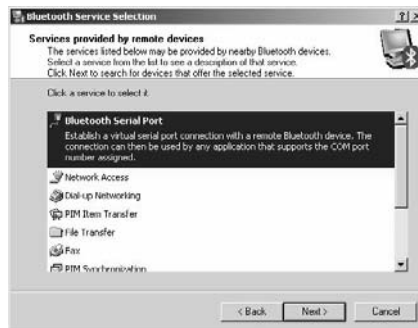 Bluetooth Service Selection
Services provided by remote devices
The services listed below may be provided by nearby Bluetooth devices.
Select a service from the list to see a description of that service.
Click Next to search for devices that offer the selected service.
Click a service to select it
Bluetooth Serial Port
Establish a virtual serial port connection with a remote Bluetooth device. The
connection can then be used by any application that supports the COM port
number assigned.
Network Access
Dial-up Networking
PIM Item Transfer
File Transfer
Fax
PIM Synchronization
< Back
Next >
Cancel